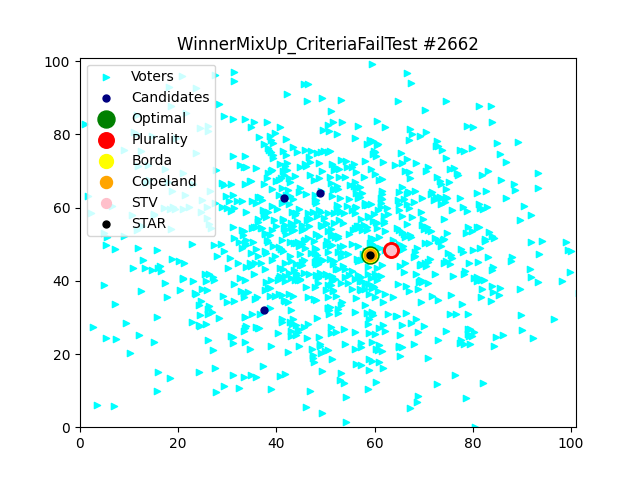 WinnerMixUp_CriteriaFailTest #2662
Voters
Candidates
Optimal
Plurality
Borda
Copeland
STV
STAR
100
80
60
40
20
0
0 20 40 60 80 100